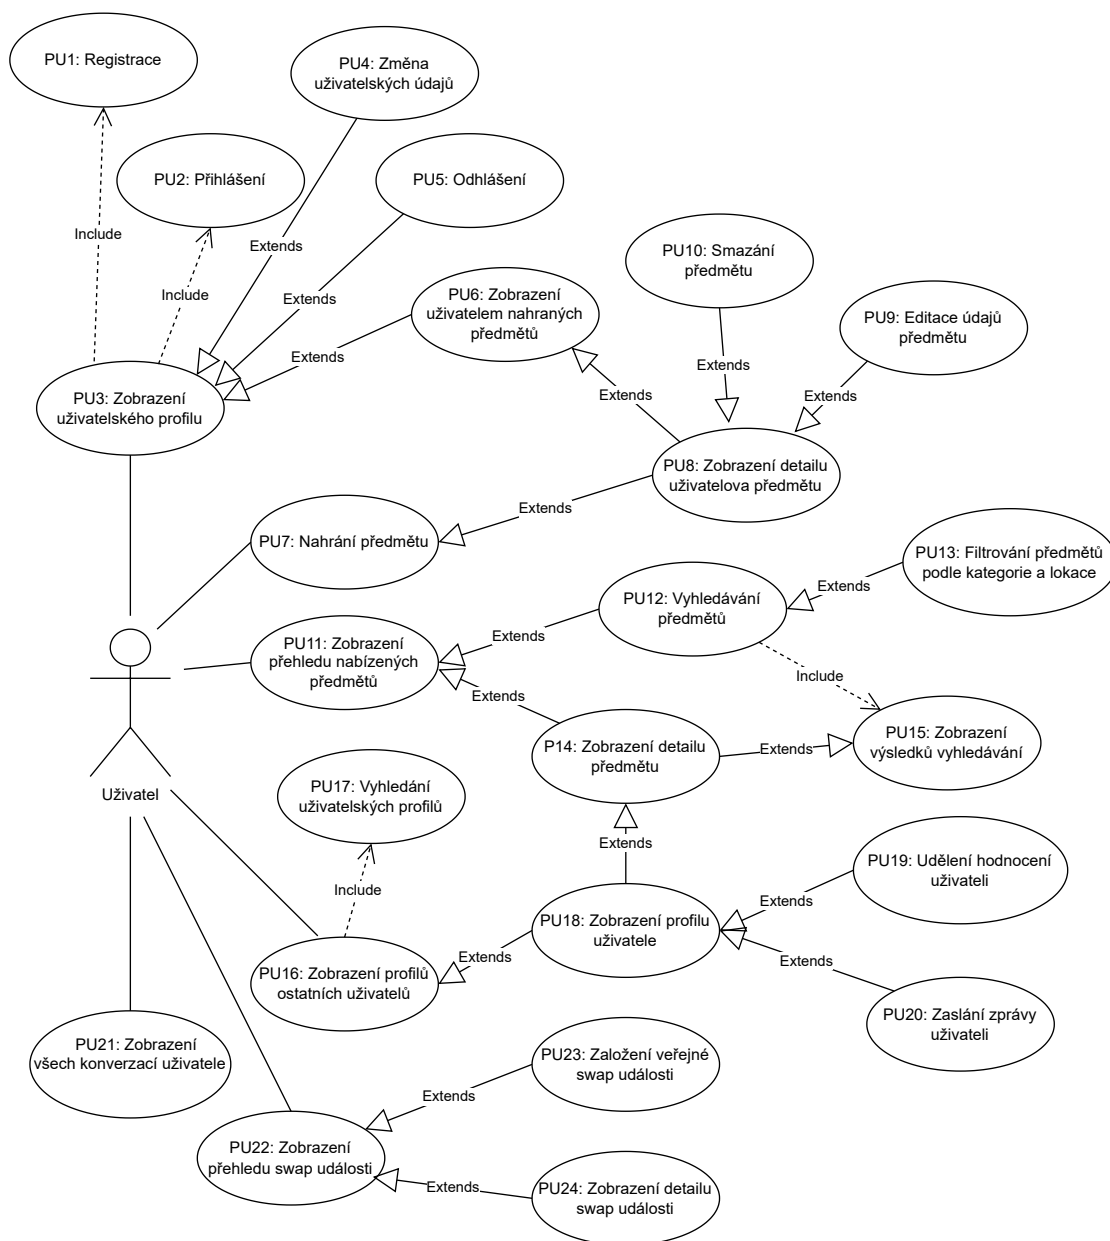 PU1: Registrace
PU4: Změna
uživatelských údajů
PU2: Přihlášení
PU5: Odhlášení
Include
Extends
PU10: Smazání
předmětu
Extends
Include
PU6: Zobrazení
uživatelem nahraných
předmětů
PU9: Editace údajů
předmětu
Extends
Extends
PU3: Zobrazení
uživatelského profilu
Extends
Extends
PU8: Zobrazení detailu
uživatelova předmětu
Extends
PU7: Nahrání předmětu
PU13: Filtrování předmětů
podle kategorie a lokace
Extends
PU12: Vyhledávání
předmětů
PU11: Zobrazení
přehledu nabízených
předmětů
Extends
Include
Extends
P14: Zobrazení detailu
předmětu
Extends
PU15: Zobrazení
výsledků vyhledávání
Uživatel
PU17: Vyhledání
uživatelských profilů
Extends
PU19: Udělení hodnocení
uživateli
Include
Extends
PU18: Zobrazení profilu
uživatele
Extends
Extends
PU16: Zobrazení profilů
ostatních uživatelů
PU20: Zaslání zprávy
uživateli
PU21: Zobrazení
všech konverzací uživatele
PU23: Založení veřejné
swap události
Extends
PU22: Zobrazení
přehledu swap události
Extends
PU24: Zobrazení detailu
swap události